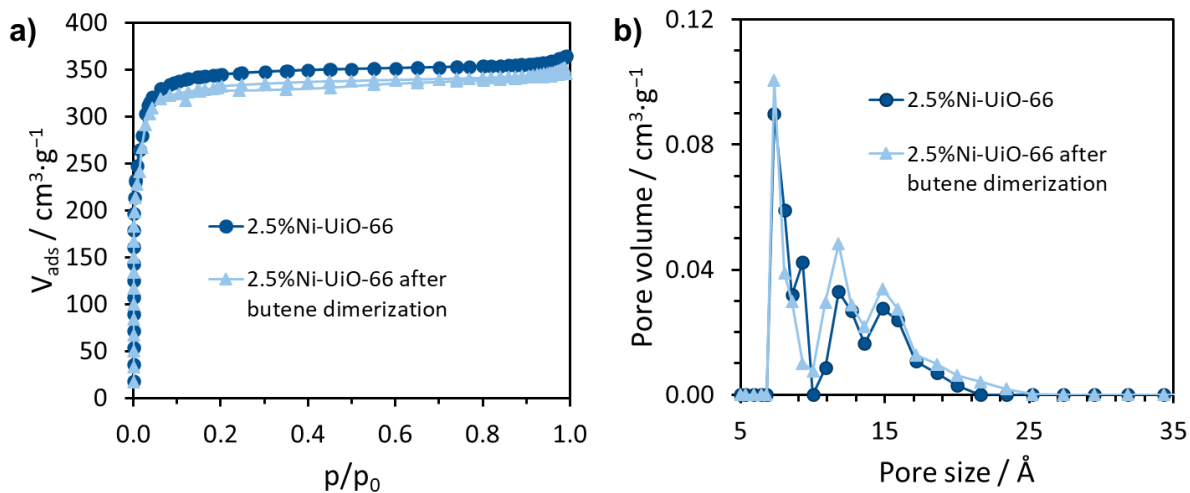 a)
V_ads / cm³·g⁻¹
400
350
300
250
200
150
100
50
0
2.5%Ni-UiO-66
2.5%Ni-UiO-66 after
butene dimerization
0.0 0.2 0.4 0.6 0.8 1.0
p/p₀
b)
Pore volume / cm³·g⁻¹
0.12
0.08
0.04
0.00
2.5%Ni-UiO-66
2.5%Ni-UiO-66 after
butene dimerization
5 15 25 35
Pore size / Å